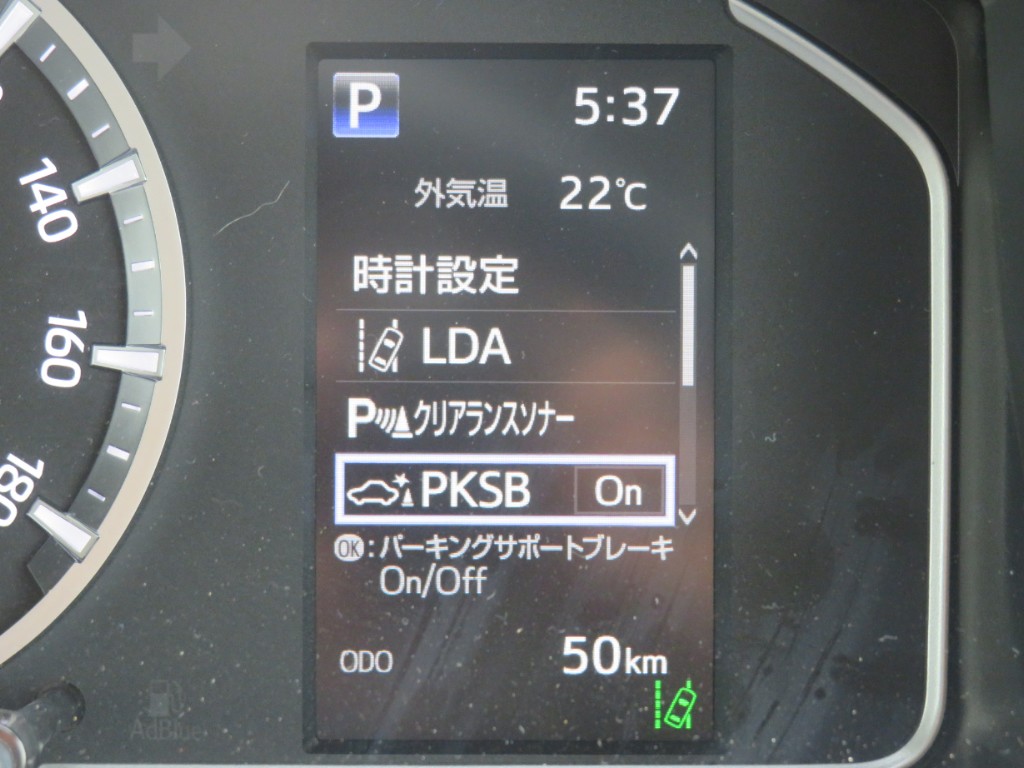 P 5:37
外気温 22℃
時計設定
LDA
Pクリアランスソナー
PKSB On
OK:パーキングサポートブレーキ
On/Off
ODO 50km
140
160
180
AdBlue